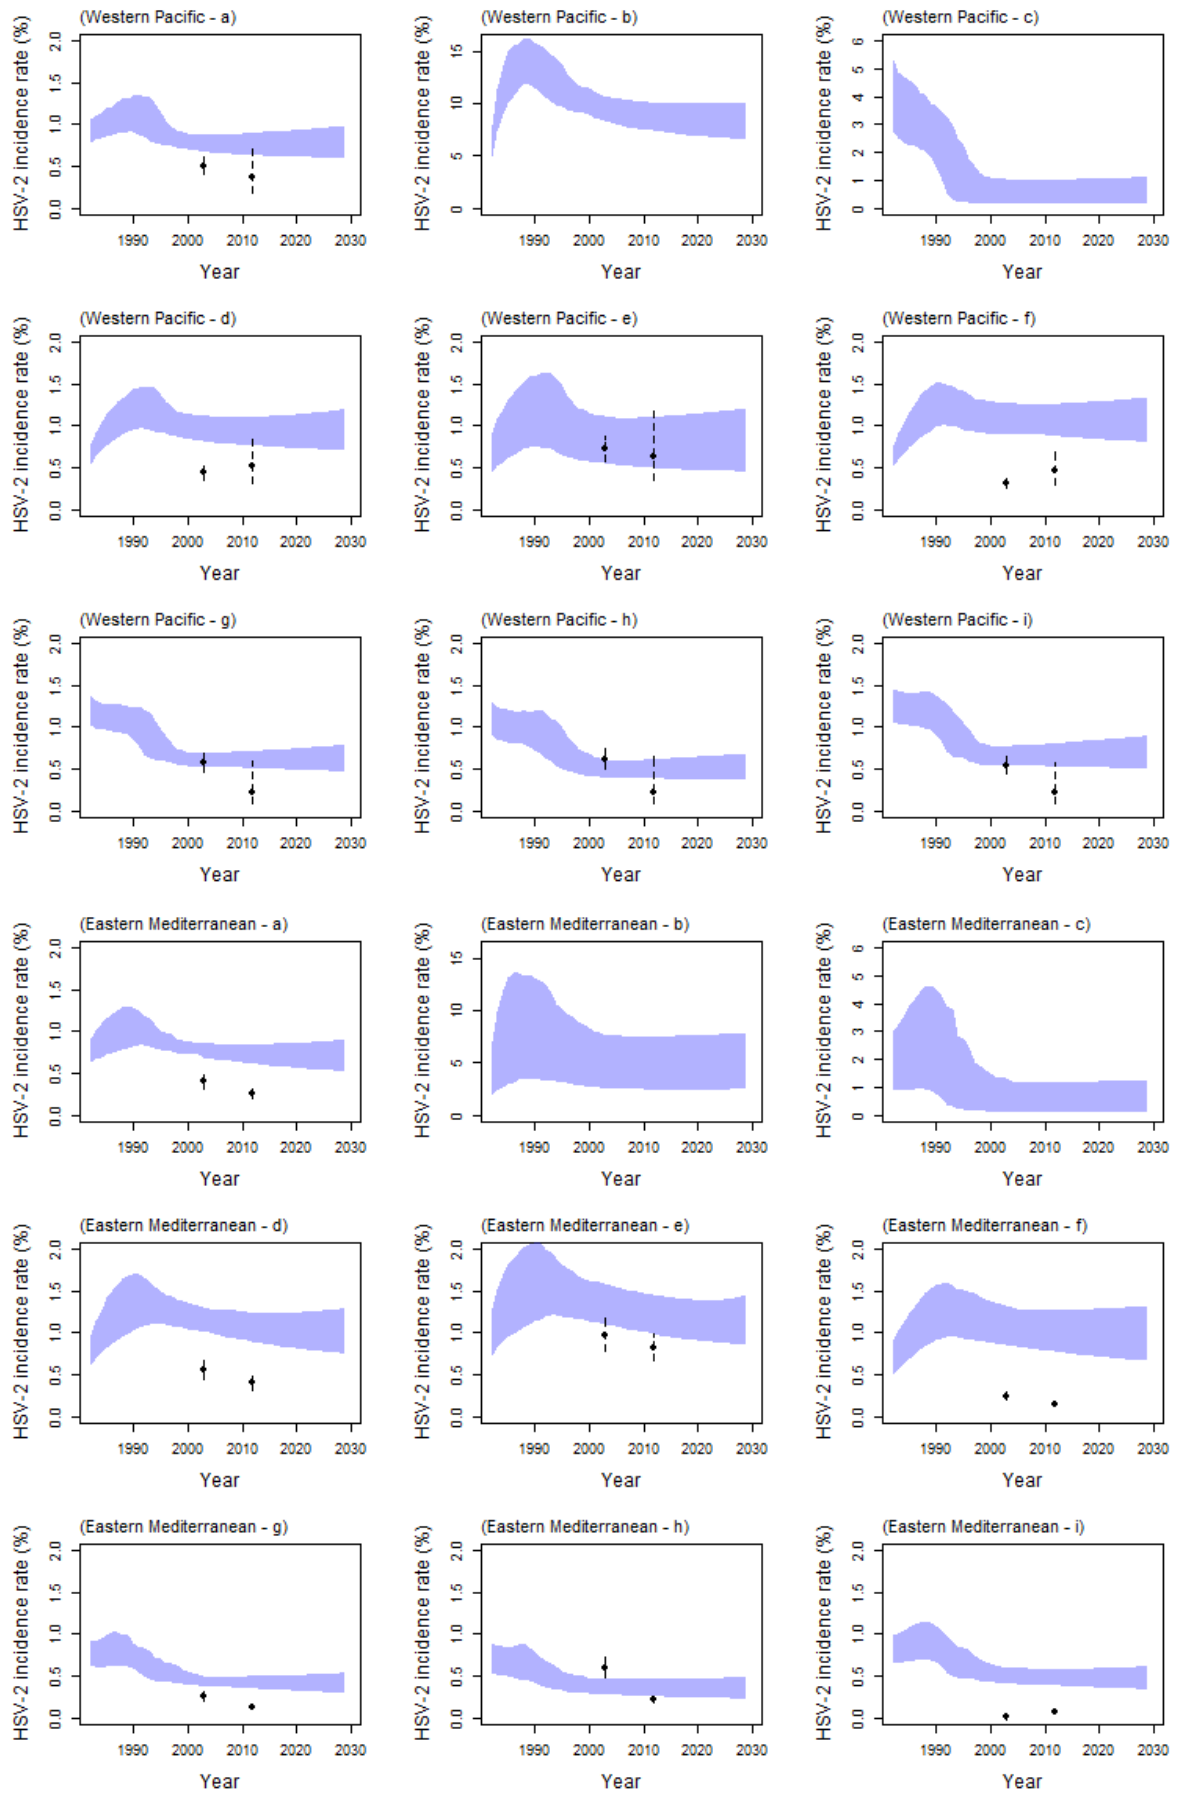 (Western Pacific - a)
HSV-2 incidence rate (%)
2.0
1.5
1.0
0.5
0.0
1990 2000 2010 2020 2030
Year
(Western Pacific - b)
HSV-2 incidence rate (%)
15
10
5
0
1990 2000 2010 2020 2030
Year
(Western Pacific - c)
HSV-2 incidence rate (%)
6
5
4
3
2
1
0
1990 2000 2010 2020 2030
Year
(Western Pacific - d)
HSV-2 incidence rate (%)
2.0
1.5
1.0
0.5
0.0
1990 2000 2010 2020 2030
Year
(Western Pacific - e)
HSV-2 incidence rate (%)
2.0
1.5
1.0
0.5
0.0
1990 2000 2010 2020 2030
Year
(Western Pacific - f)
HSV-2 incidence rate (%)
2.0
1.5
1.0
0.5
0.0
1990 2000 2010 2020 2030
Year
(Western Pacific - g)
HSV-2 incidence rate (%)
2.0
1.5
1.0
0.5
0.0
1990 2000 2010 2020 2030
Year
(Western Pacific - h)
HSV-2 incidence rate (%)
2.0
1.5
1.0
0.5
0.0
1990 2000 2010 2020 2030
Year
(Western Pacific - i)
HSV-2 incidence rate (%)
2.0
1.5
1.0
0.5
0.0
1990 2000 2010 2020 2030
Year
(Eastern Mediterranean - a)
HSV-2 incidence rate (%)
2.0
1.5
1.0
0.5
0.0
1990 2000 2010 2020 2030
Year
(Eastern Mediterranean - b)
HSV-2 incidence rate (%)
15
10
5
0
1990 2000 2010 2020 2030
Year
(Eastern Mediterranean - c)
HSV-2 incidence rate (%)
6
5
4
3
2
1
0
1990 2000 2010 2020 2030
Year
(Eastern Mediterranean - d)
HSV-2 incidence rate (%)
2.0
1.5
1.0
0.5
0.0
1990 2000 2010 2020 2030
Year
(Eastern Mediterranean - e)
HSV-2 incidence rate (%)
2.0
1.5
1.0
0.5
0.0
1990 2000 2010 2020 2030
Year
(Eastern Mediterranean - f)
HSV-2 incidence rate (%)
2.0
1.5
1.0
0.5
0.0
1990 2000 2010 2020 2030
Year
(Eastern Mediterranean - g)
HSV-2 incidence rate (%)
2.0
1.5
1.0
0.5
0.0
1990 2000 2010 2020 2030
Year
(Eastern Mediterranean - h)
HSV-2 incidence rate (%)
2.0
1.5
1.0
0.5
0.0
1990 2000 2010 2020 2030
Year
(Eastern Mediterranean - i)
HSV-2 incidence rate (%)
2.0
1.5
1.0
0.5
0.0
1990 2000 2010 2020 2030
Year